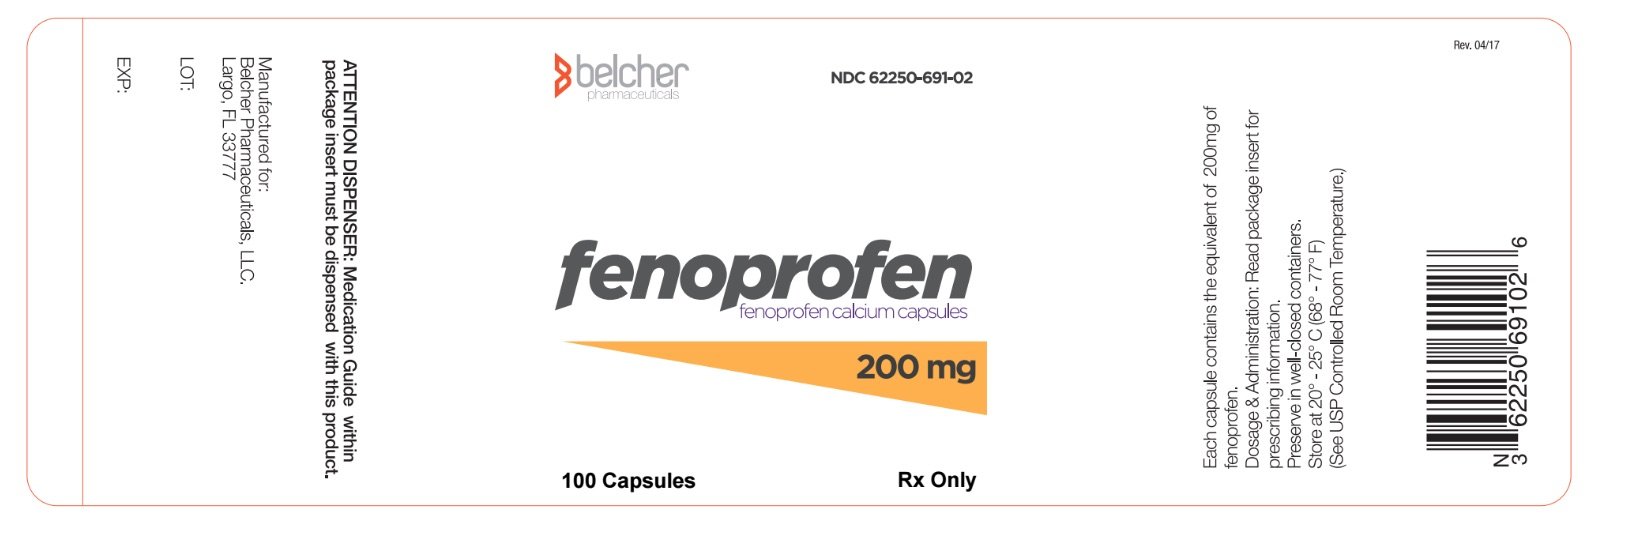 EXP:
LOT:
Manufactured for:
Belcher Pharmaceuticals, LLC.
Largo, FL 33777
ATTENTION DISPENSER: Medication Guide within
package insert must be dispensed with this product.
belcher
pharmaceuticals
NDC 62250-691-02
fenoprofen
fenoprofen calcium capsules
200 mg
100 Capsules
Rx Only
Each capsule contains the equivalent of 200mg of
fenoprofen.
Dosage & Administration: Read package insert for
prescribing information.
Preserve in well-closed containers.
Store at 20° - 25° C (68° - 77° F)
(See USP Controlled Room Temperature.)
Rev. 04/17
N
3 62250 69102 6